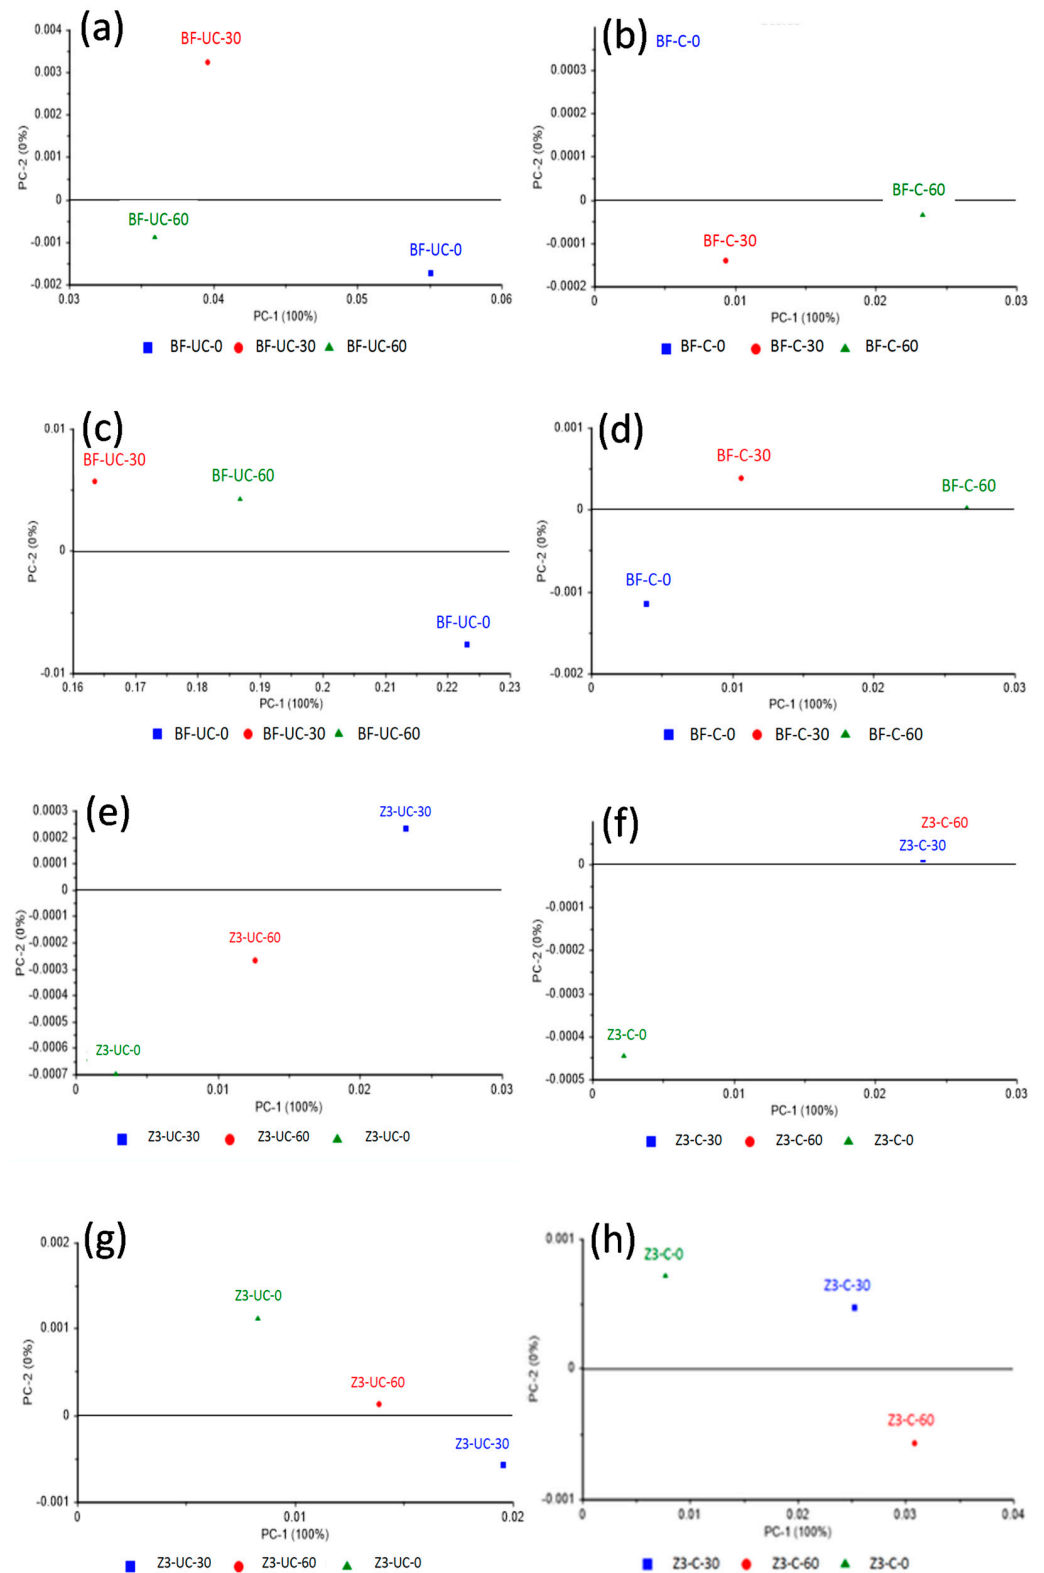 (a)
0.004
0.003
0.002
0.001
0
-0.001
-0.002
PC-2 (0%)
BF-UC-30
BF-UC-60
BF-UC-0
0.03 0.04 0.05 0.06
PC-1 (100%)
BF-UC-0 BF-UC-30 BF-UC-60
(b)
0.0003
0.0002
0.0001
0
-0.0001
-0.0002
PC-2 (0%)
BF-C-0
BF-C-60
BF-C-30
0 0.01 0.02 0.03
PC-1 (100%)
BF-C-0 BF-C-30 BF-C-60
(c)
0.01
0
-0.01
PC-2 (0%)
BF-UC-30
BF-UC-60
BF-UC-0
0.16 0.17 0.18 0.19 0.2 0.21 0.22 0.23
PC-1 (100%)
BF-UC-0 BF-UC-30 BF-UC-60
(d)
0.001
0
-0.001
-0.002
PC-2 (0%)
BF-C-30
BF-C-60
BF-C-0
0 0.01 0.02 0.03
PC-1 (100%)
BF-C-0 BF-C-30 BF-C-60
(e)
0.0003
0.0002
0.0001
0
-0.0001
-0.0002
-0.0003
-0.0004
-0.0005
-0.0006
-0.0007
PC-2 (0%)
Z3-UC-30
Z3-UC-60
Z3-UC-0
0 0.01 0.02 0.03
PC-1 (100%)
Z3-UC-30 Z3-UC-60 Z3-UC-0
(f)
0
-0.0001
-0.0002
-0.0003
-0.0004
-0.0005
PC-2 (0%)
Z3-C-60
Z3-C-30
Z3-C-0
0 0.01 0.02 0.03
PC-1 (100%)
Z3-C-30 Z3-C-60 Z3-C-0
(g)
0.002
0.001
0
-0.001
PC-2 (0%)
Z3-UC-0
Z3-UC-60
Z3-UC-30
0 0.01 0.02
PC-1 (100%)
Z3-UC-30 Z3-UC-60 Z3-UC-0
(h)
0.001
0
-0.001
PC-2 (0%)
Z3-C-0
Z3-C-30
Z3-C-60
0 0.01 0.02 0.03 0.04
PC-1 (100%)
Z3-C-30 Z3-C-60 Z3-C-0